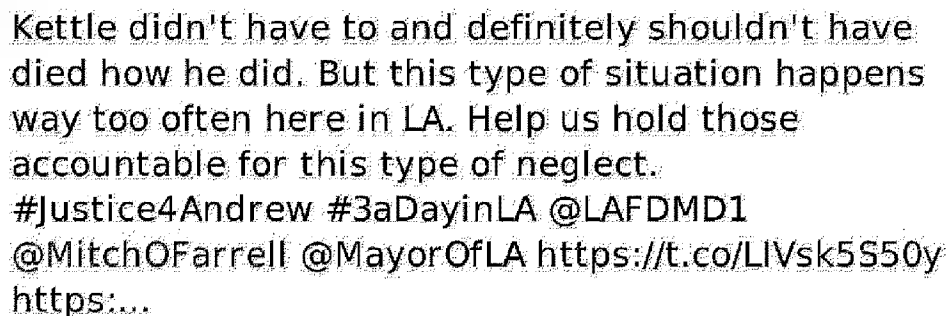 Kettle didn't have to and definitely shouldn't have
died how he did. But this type of situation happens
way too often here in LA. Help us hold those
accountable for this type of neglect.
#Justice4Andrew #3aDayinLA @LAFDMD1
@MitchOFarrell @MayorOfLA https://t.co/LIVsk5S50y
https:...